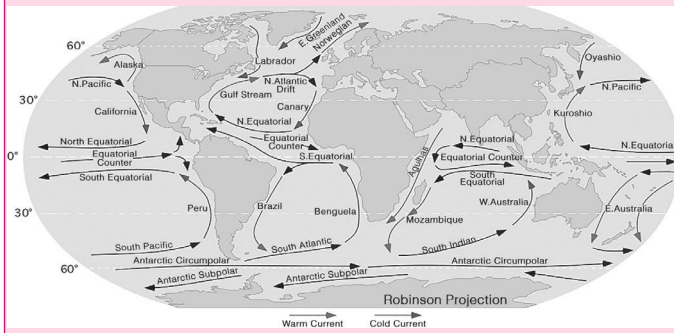 60°
30°
0°
30°
60°
Alaska
N.Pacific
California
North Equatorial
Equatorial
Counter
South Equatorial
Peru
South Pacific
Antarctic Circumpolar
Antarctic Subpolar
Labrador
E.Greenland
Norwegian
N.Atlantic
Drift
Gulf Stream
Canary
N.Equatorial
Equatorial
Counter
S.Equatorial
Brazil
Benguela
South Atlantic
Antarctic Subpolar
Agulhas
Mozambique
N.Equatorial
Equatorial Counter
South
Equatorial
W.Australia
South Indian
Antarctic Circumpolar
Oyashio
N.Pacific
Kuroshio
N.Equatorial
E.Australia
Robinson Projection
Warm Current
Cold Current